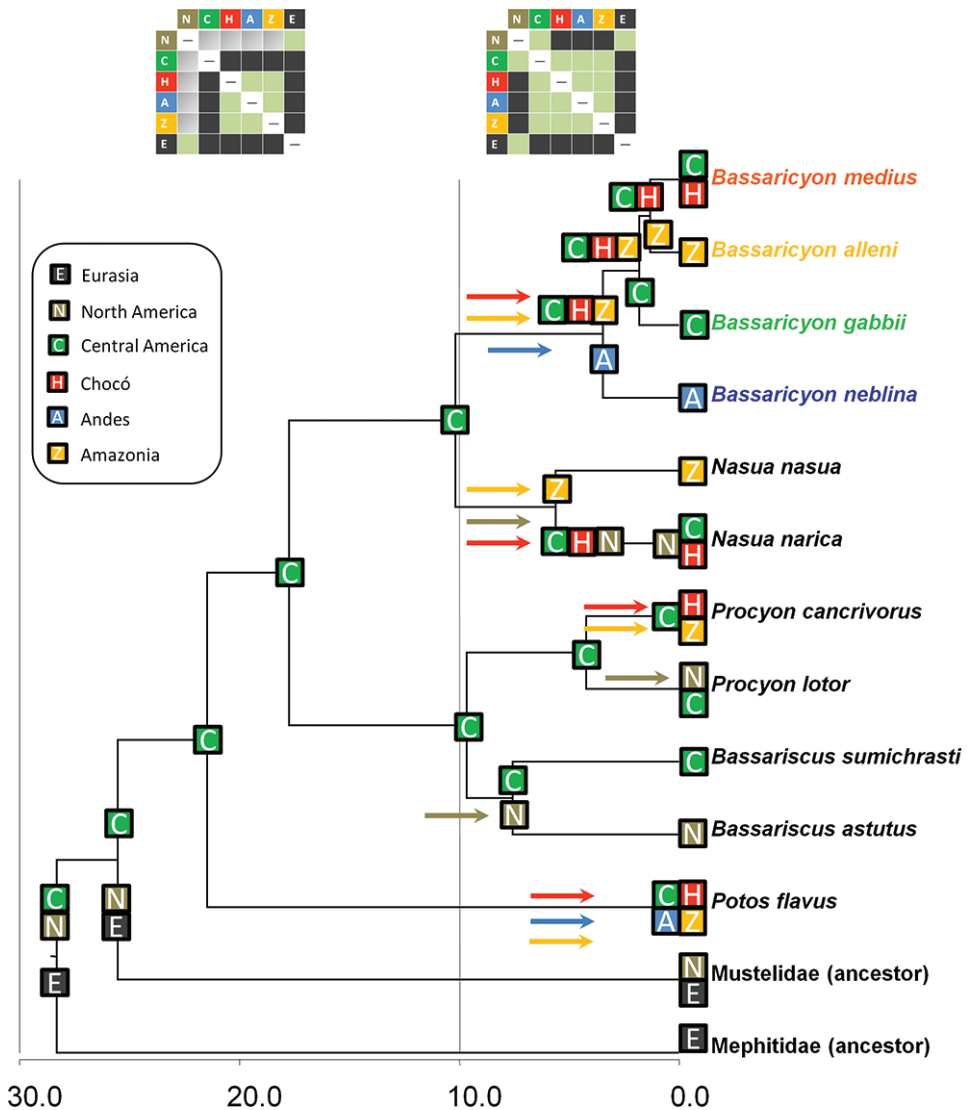 N C H A Z E
N —
C —
H —
A —
Z —
E —
N C H A Z E
N —
C —
H —
A —
Z —
E —
E Eurasia
N North America
C Central America
H Chocó
A Andes
Z Amazonia
C
H
Bassaricyon medius
C H
Z
C H Z
Z Bassaricyon alleni
C
C H Z
C Bassaricyon gabbii
A
A Bassaricyon neblina
C
Z
Z Nasua nasua
C H N
N
C
H
Nasua narica
C
C
H
Z
Procyon cancrivorus
C
N
C
Procyon lotor
C
C
C Bassariscus sumichrasti
N
N Bassariscus astutus
C
C H
A Z
Potos flavus
C
C
N
N
E
N
E
Mustelidae (ancestor)
E
E Mephitidae (ancestor)
30.0 20.0 10.0 0.0